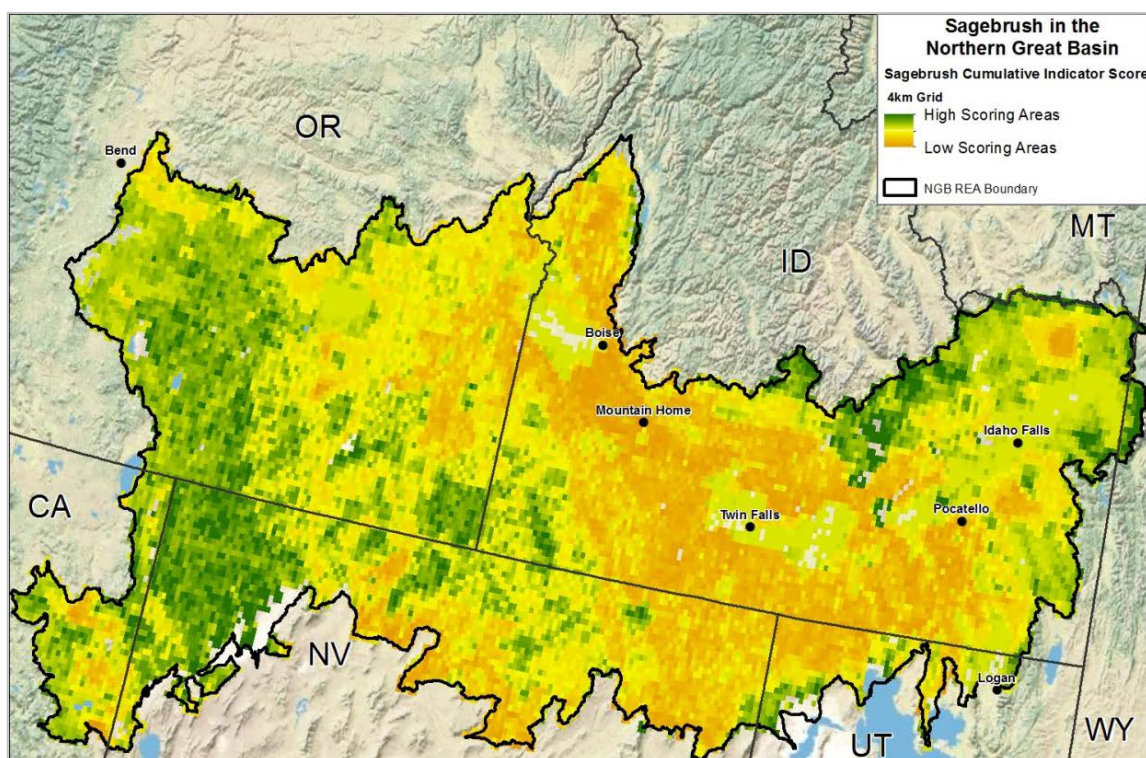 Sagebrush in the
Northern Great Basin
Sagebrush Cumulative Indicator Score
4km Grid
High Scoring Areas
Low Scoring Areas
NGB REA Boundary
OR
Bend
MT
ID
Boise
Mountain Home
Idaho Falls
CA
Twin Falls
Pocatello
NV
Logan
WY
UT